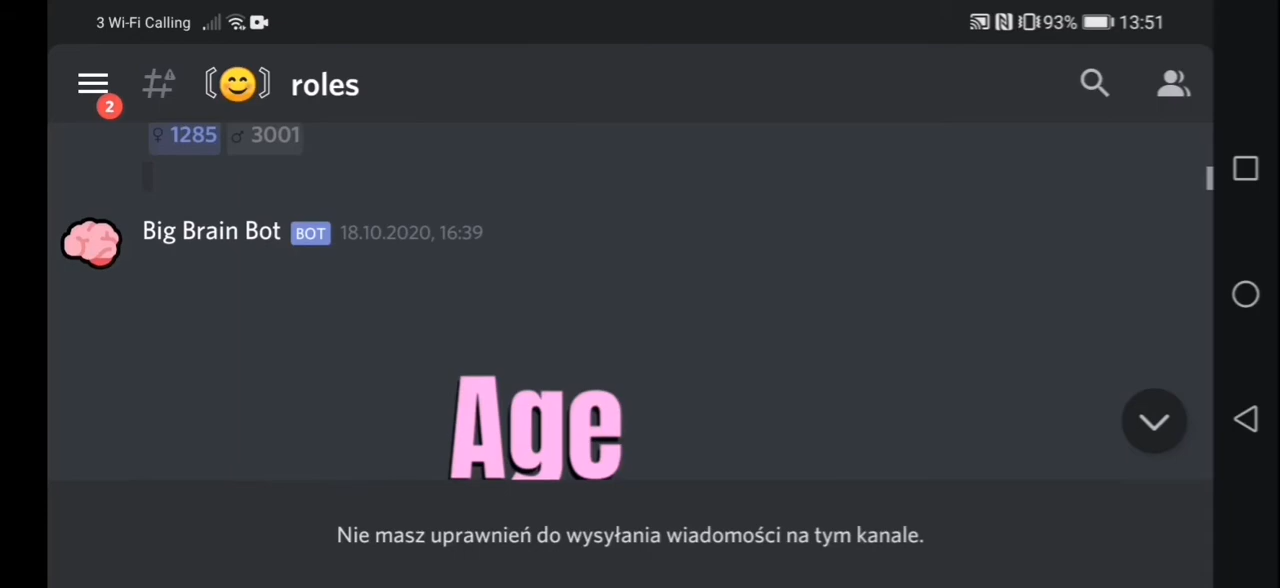 3 Wi-Fi Calling 93% 13:51
2 〘😊〙 roles
♀ 1285 ♂ 3001
Big Brain Bot BOT 18.10.2020, 16:39
Age
Nie masz uprawnień do wysyłania wiadomości na tym kanale.